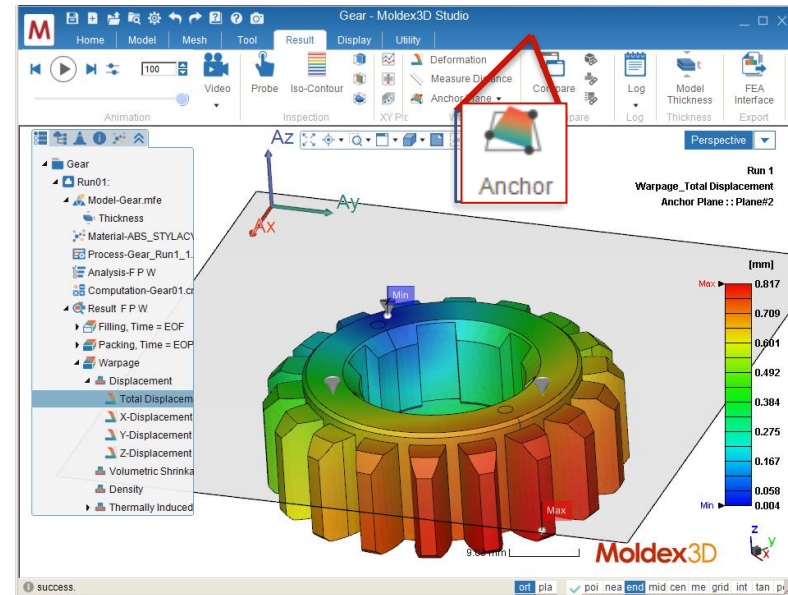 Gear - Moldex3D Studio
M
Home Model Mesh Tool Result Display Utility
100
Video
Probe
Iso-Contour
Deformation
Measure Distance
Anchor Plane
Compare
Log
Model Thickness
FEA Interface
Animation
Inspection
XY
Log
Thickness
Export
Anchor
Perspective
Az
Ay
Ax
Run 1
Warpage_Total Displacement
Anchor Plane :: Plane#2
Gear
Run01:
Model-Gear.mfe
Thickness
Material-ABS_STYLAC
Process-Gear_Run1_1.
Analysis-F P W
Computation-Gear01.c
Result F P W
Filling, Time = EOF
Packing, Time = EOP
Warpage
Displacement
Total Displacem
X-Displacement
Y-Displacement
Z-Displacement
Volumetric Shrinka
Density
Thermally Induced
Min
Max
[mm]
Max 0.817
0.709
0.601
0.492
0.384
0.275
0.167
0.058
Min 0.004
z
y
x
Moldex3D
success.
ort pla poi nea end mid cen me grid int tan